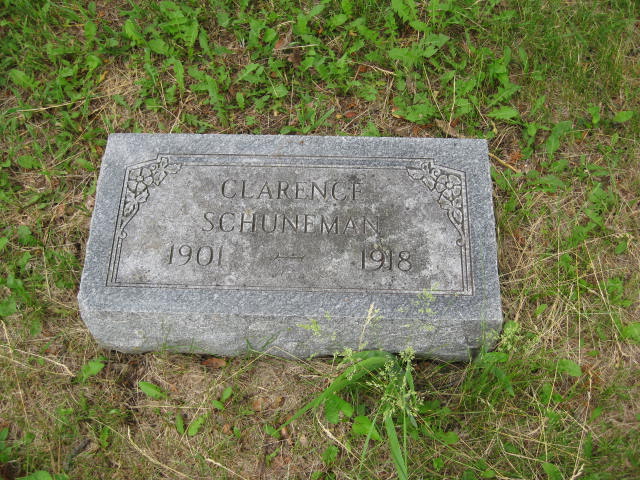 CLARENCE
SCHUNEMAN
1901 — 1918